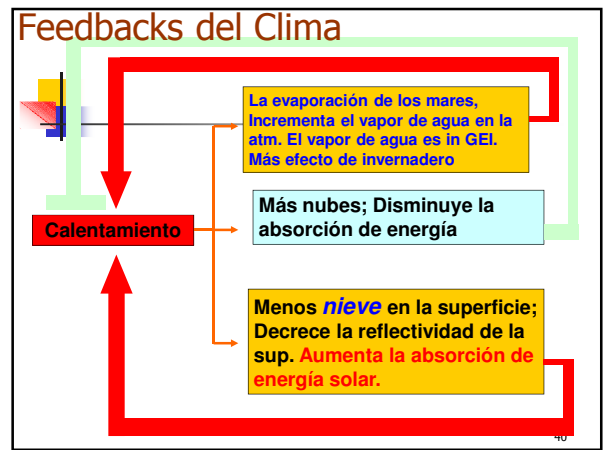 Feedbacks del Clima
La evaporación de los mares,
Incrementa el vapor de agua en la
atm. El vapor de agua es in GEI.
Más efecto de invernadero
Más nubes; Disminuye la
absorción de energía
Calentamiento
Menos nieve en la superficie;
Decrece la reflectividad de la
sup. Aumenta la absorción de
energía solar.